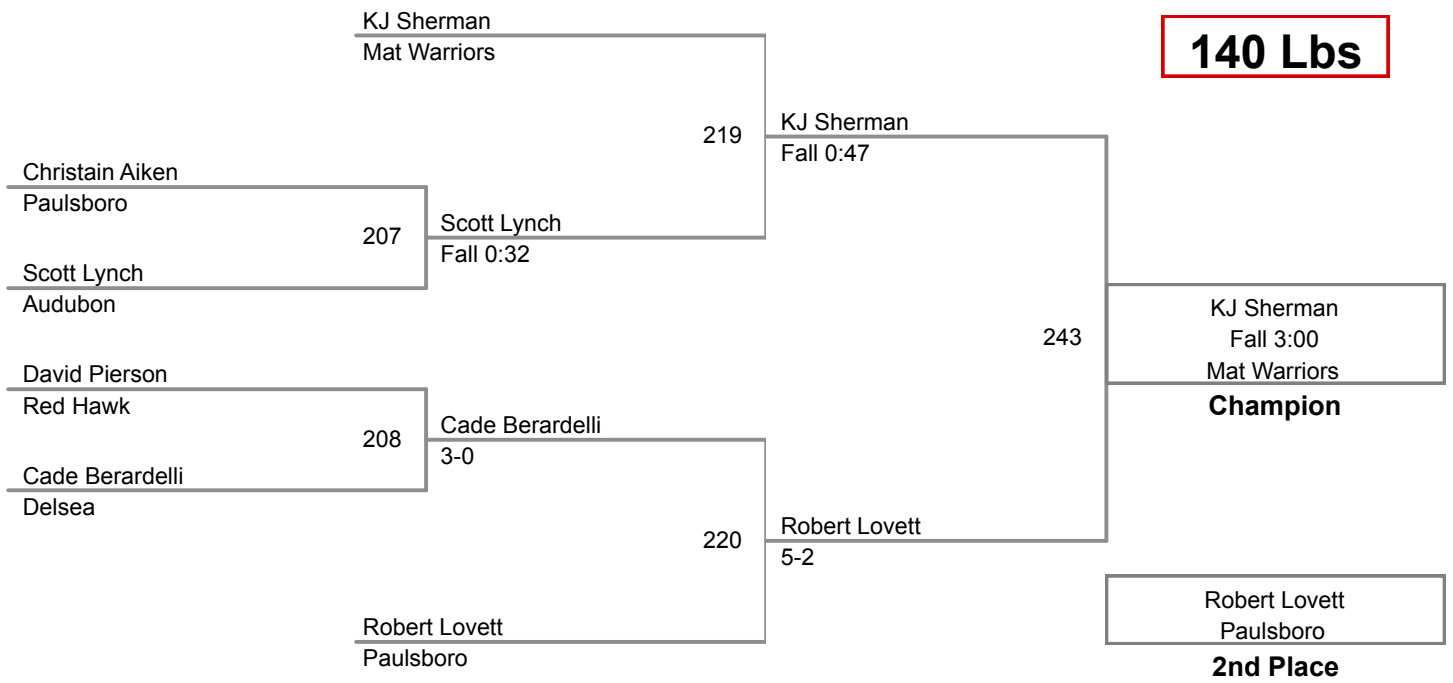 KJ Sherman
Mat Warriors
140 Lbs
219
KJ Sherman
Fall 0:47
Christain Aiken
Paulsboro
207
Scott Lynch
Fall 0:32
Scott Lynch
Audubon
243
KJ Sherman
Fall 3:00
Mat Warriors
Champion
David Pierson
Red Hawk
208
Cade Berardelli
3-0
Cade Berardelli
Delsea
220
Robert Lovett
5-2
Robert Lovett
Paulsboro
Robert Lovett
Paulsboro
2nd Place